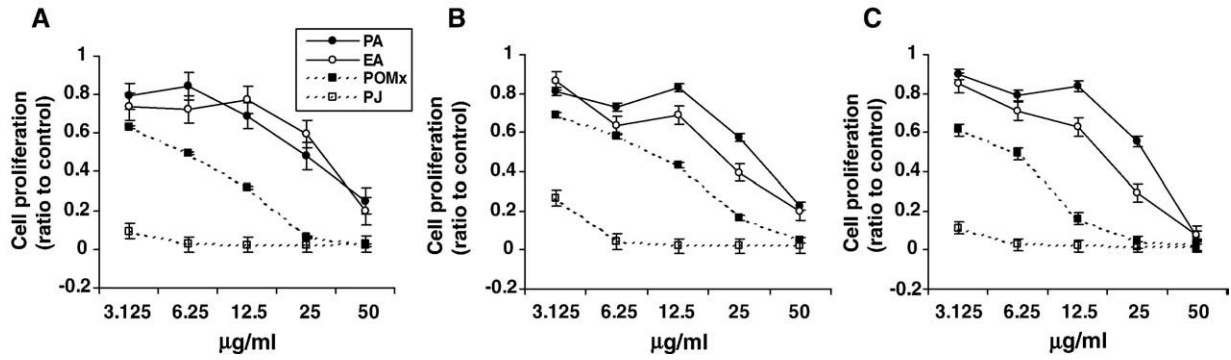 A
Cell proliferation
(ratio to control)
1
0.8
0.6
0.4
0.2
0
-0.2
3.125 6.25 12.5 25 50
µg/ml
PA
EA
POMx
PJ
B
Cell proliferation
(ratio to control)
1
0.8
0.6
0.4
0.2
0
-0.2
3.125 6.25 12.5 25 50
µg/ml
C
Cell proliferation
(ratio to control)
1
0.8
0.6
0.4
0.2
0
-0.2
3.125 6.25 12.5 25 50
µg/ml